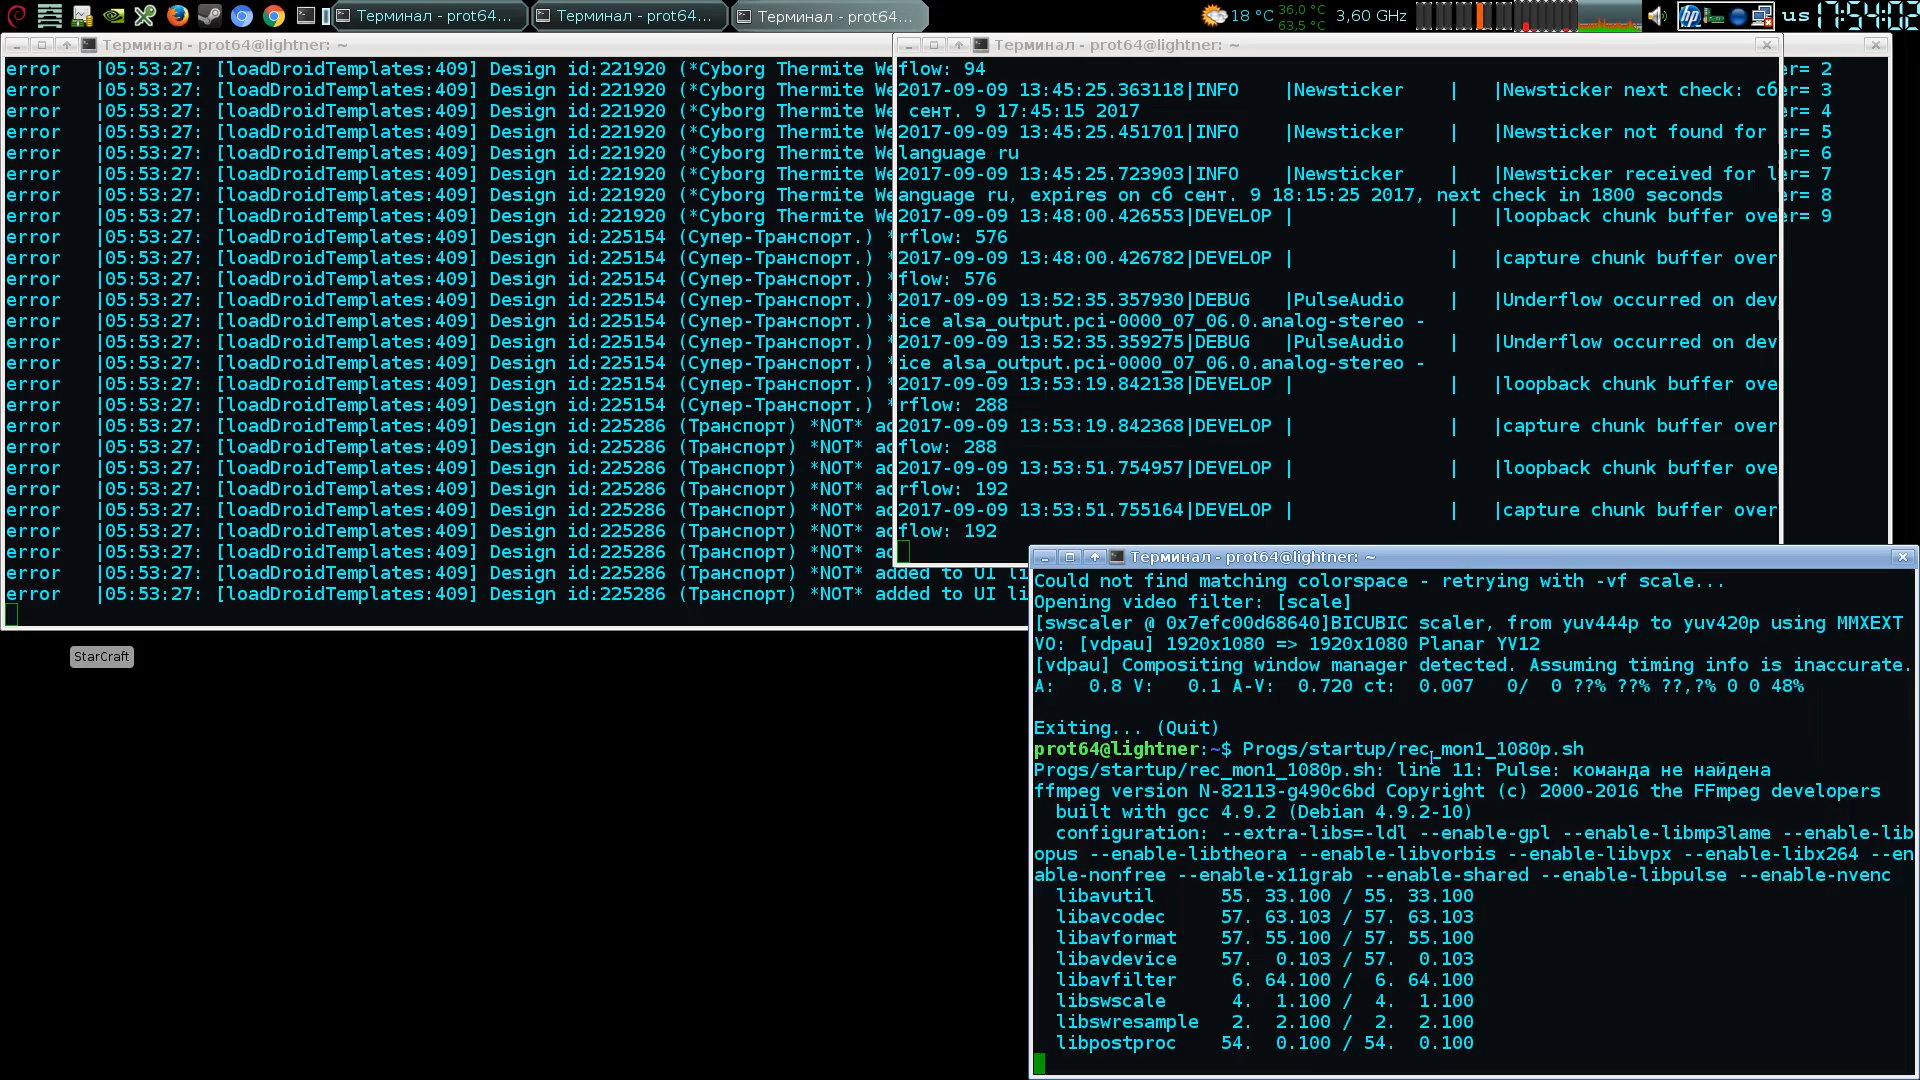 Терминал - prot64...
Терминал - prot64...
Терминал - prot64...
18 °C
36,0 °C
63,5 °C
3,60 GHz
us
17:54:02
Терминал - prot64@lightner: ~
error   |05:53:27: [loadDroidTemplates:409] Design id:221920 (*Cyborg Thermite We
error   |05:53:27: [loadDroidTemplates:409] Design id:221920 (*Cyborg Thermite We
error   |05:53:27: [loadDroidTemplates:409] Design id:221920 (*Cyborg Thermite We
error   |05:53:27: [loadDroidTemplates:409] Design id:221920 (*Cyborg Thermite We
error   |05:53:27: [loadDroidTemplates:409] Design id:221920 (*Cyborg Thermite We
error   |05:53:27: [loadDroidTemplates:409] Design id:221920 (*Cyborg Thermite We
error   |05:53:27: [loadDroidTemplates:409] Design id:221920 (*Cyborg Thermite We
error   |05:53:27: [loadDroidTemplates:409] Design id:221920 (*Cyborg Thermite We
error   |05:53:27: [loadDroidTemplates:409] Design id:225154 (Супер-Транспорт.) *
error   |05:53:27: [loadDroidTemplates:409] Design id:225154 (Супер-Транспорт.) *
error   |05:53:27: [loadDroidTemplates:409] Design id:225154 (Супер-Транспорт.) *
error   |05:53:27: [loadDroidTemplates:409] Design id:225154 (Супер-Транспорт.) *
error   |05:53:27: [loadDroidTemplates:409] Design id:225154 (Супер-Транспорт.) *
error   |05:53:27: [loadDroidTemplates:409] Design id:225154 (Супер-Транспорт.) *
error   |05:53:27: [loadDroidTemplates:409] Design id:225154 (Супер-Транспорт.) *
error   |05:53:27: [loadDroidTemplates:409] Design id:225154 (Супер-Транспорт.) *
error   |05:53:27: [loadDroidTemplates:409] Design id:225154 (Супер-Транспорт.) *
error   |05:53:27: [loadDroidTemplates:409] Design id:225286 (Транспорт) *NOT* ad
error   |05:53:27: [loadDroidTemplates:409] Design id:225286 (Транспорт) *NOT* ad
error   |05:53:27: [loadDroidTemplates:409] Design id:225286 (Транспорт) *NOT* ad
error   |05:53:27: [loadDroidTemplates:409] Design id:225286 (Транспорт) *NOT* ad
error   |05:53:27: [loadDroidTemplates:409] Design id:225286 (Транспорт) *NOT* ad
error   |05:53:27: [loadDroidTemplates:409] Design id:225286 (Транспорт) *NOT* ad
error   |05:53:27: [loadDroidTemplates:409] Design id:225286 (Транспорт) *NOT* ad
error   |05:53:27: [loadDroidTemplates:409] Design id:225286 (Транспорт) *NOT* added to UI li
error   |05:53:27: [loadDroidTemplates:409] Design id:225286 (Транспорт) *NOT* added to UI li
er= 2
r= 3
r= 4
r= 5
r= 6
r= 7
r= 8
r= 9
Терминал - prot64@lightner: ~
flow: 94
2017-09-09 13:45:25.363118|INFO    |Newsticker    |   |Newsticker next check: сб
 сент. 9 17:45:15 2017
2017-09-09 13:45:25.451701|INFO    |Newsticker    |   |Newsticker not found for
language ru
2017-09-09 13:45:25.723903|INFO    |Newsticker    |   |Newsticker received for l
anguage ru, expires on сб сент. 9 18:15:25 2017, next check in 1800 seconds
2017-09-09 13:48:00.426553|DEVELOP |              |   |loopback chunk buffer ove
rflow: 576
2017-09-09 13:48:00.426782|DEVELOP |              |   |capture chunk buffer over
flow: 576
2017-09-09 13:52:35.357930|DEBUG   |PulseAudio    |   |Underflow occurred on dev
ice alsa_output.pci-0000_07_06.0.analog-stereo -
2017-09-09 13:52:35.359275|DEBUG   |PulseAudio    |   |Underflow occurred on dev
ice alsa_output.pci-0000_07_06.0.analog-stereo -
2017-09-09 13:53:19.842138|DEVELOP |              |   |loopback chunk buffer ove
rflow: 288
2017-09-09 13:53:19.842368|DEVELOP |              |   |capture chunk buffer over
flow: 288
2017-09-09 13:53:51.754957|DEVELOP |              |   |loopback chunk buffer ove
rflow: 192
2017-09-09 13:53:51.755164|DEVELOP |              |   |capture chunk buffer over
flow: 192
StarCraft
Терминал - prot64@lightner: ~
Could not find matching colorspace - retrying with -vf scale...
Opening video filter: [scale]
[swscaler @ 0x7efc00d68640]BICUBIC scaler, from yuv444p to yuv420p using MMXEXT
VO: [vdpau] 1920x1080 => 1920x1080 Planar YV12
[vdpau] Compositing window manager detected. Assuming timing info is inaccurate.
A:   0.8 V:   0.1 A-V:  0.720 ct:  0.007   0/  0 ??% ??% ??,?% 0 0 48%
Exiting... (Quit)
prot64@lightner:~$ Progs/startup/rec_mon1_1080p.sh
Progs/startup/rec_mon1_1080p.sh: line 11: Pulse: команда не найдена
ffmpeg version N-82113-g490c6bd Copyright (c) 2000-2016 the FFmpeg developers
  built with gcc 4.9.2 (Debian 4.9.2-10)
  configuration: --extra-libs=-ldl --enable-gpl --enable-libmp3lame --enable-lib
opus --enable-libtheora --enable-libvorbis --enable-libvpx --enable-libx264 --en
able-nonfree --enable-x11grab --enable-shared --enable-libpulse --enable-nvenc
  libavutil      55. 33.100 / 55. 33.100
  libavcodec     57. 63.103 / 57. 63.103
  libavformat    57. 55.100 / 57. 55.100
  libavdevice    57.  0.103 / 57.  0.103
  libavfilter     6. 64.100 /  6. 64.100
  libswscale      4.  1.100 /  4.  1.100
  libswresample   2.  2.100 /  2.  2.100
  libpostproc    54.  0.100 / 54.  0.100